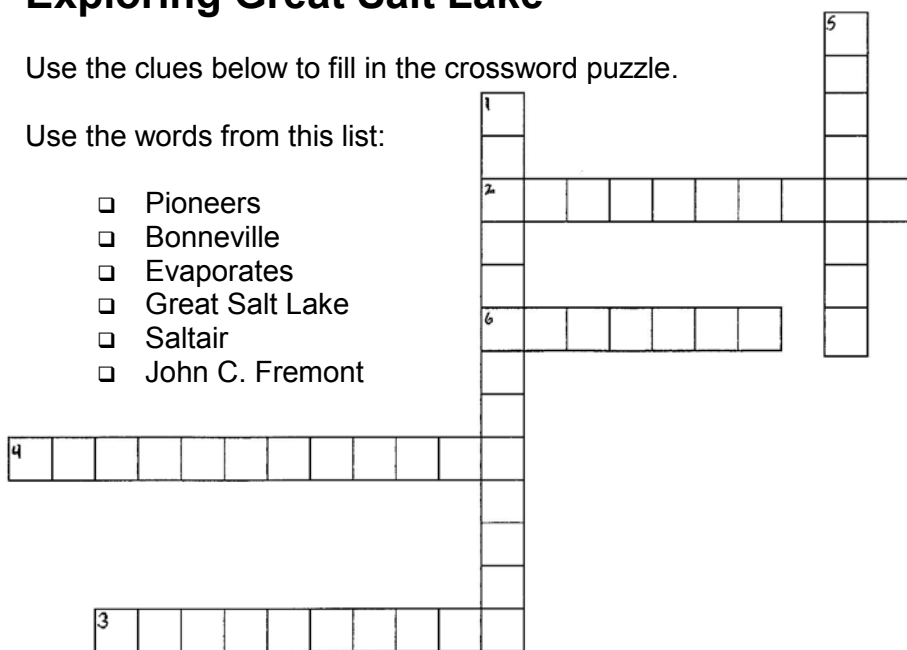 Exploring Great Salt Lake
Use the clues below to fill in the crossword puzzle.
Use the words from this list:
Pioneers
Bonneville
Evaporates
Great Salt Lake
Saltair
John C. Fremont
5
1
2
6
4
3